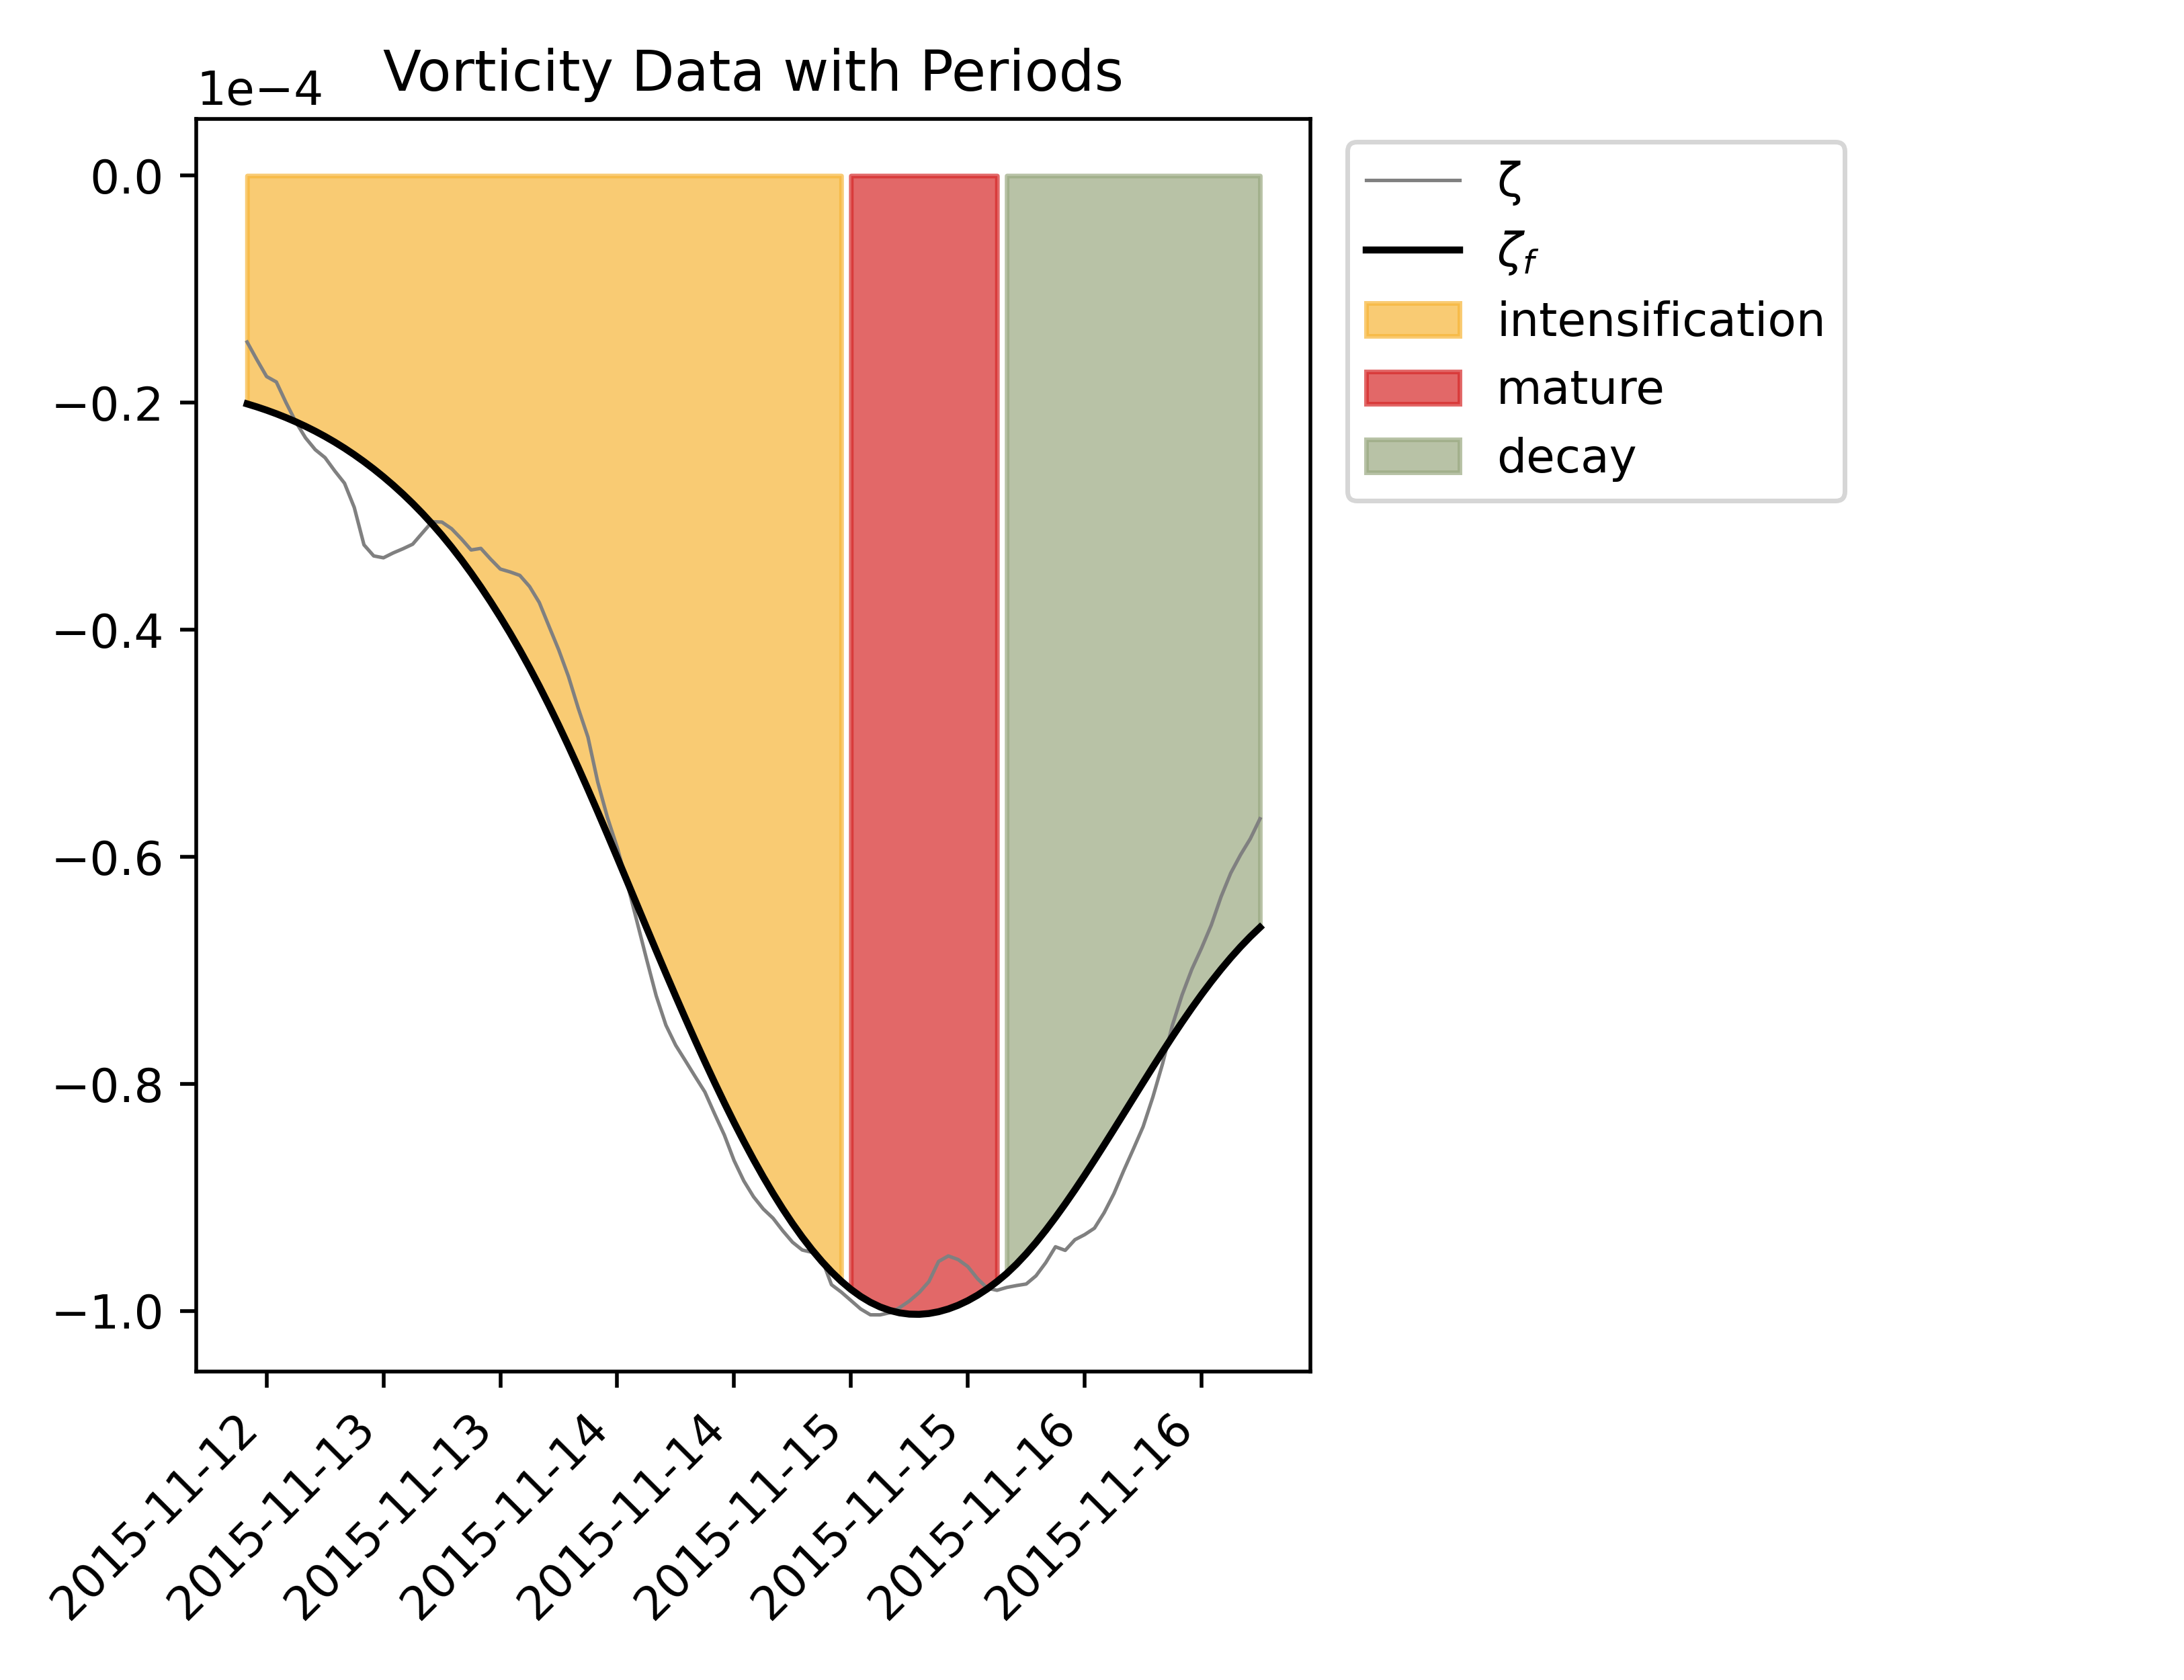 Vorticity Data with Periods
1e−4
0.0
−0.2
−0.4
−0.6
−0.8
−1.0
2015-11-12
2015-11-13
2015-11-13
2015-11-14
2015-11-14
2015-11-15
2015-11-15
2015-11-16
2015-11-16
ζ
ζf
intensification
mature
decay